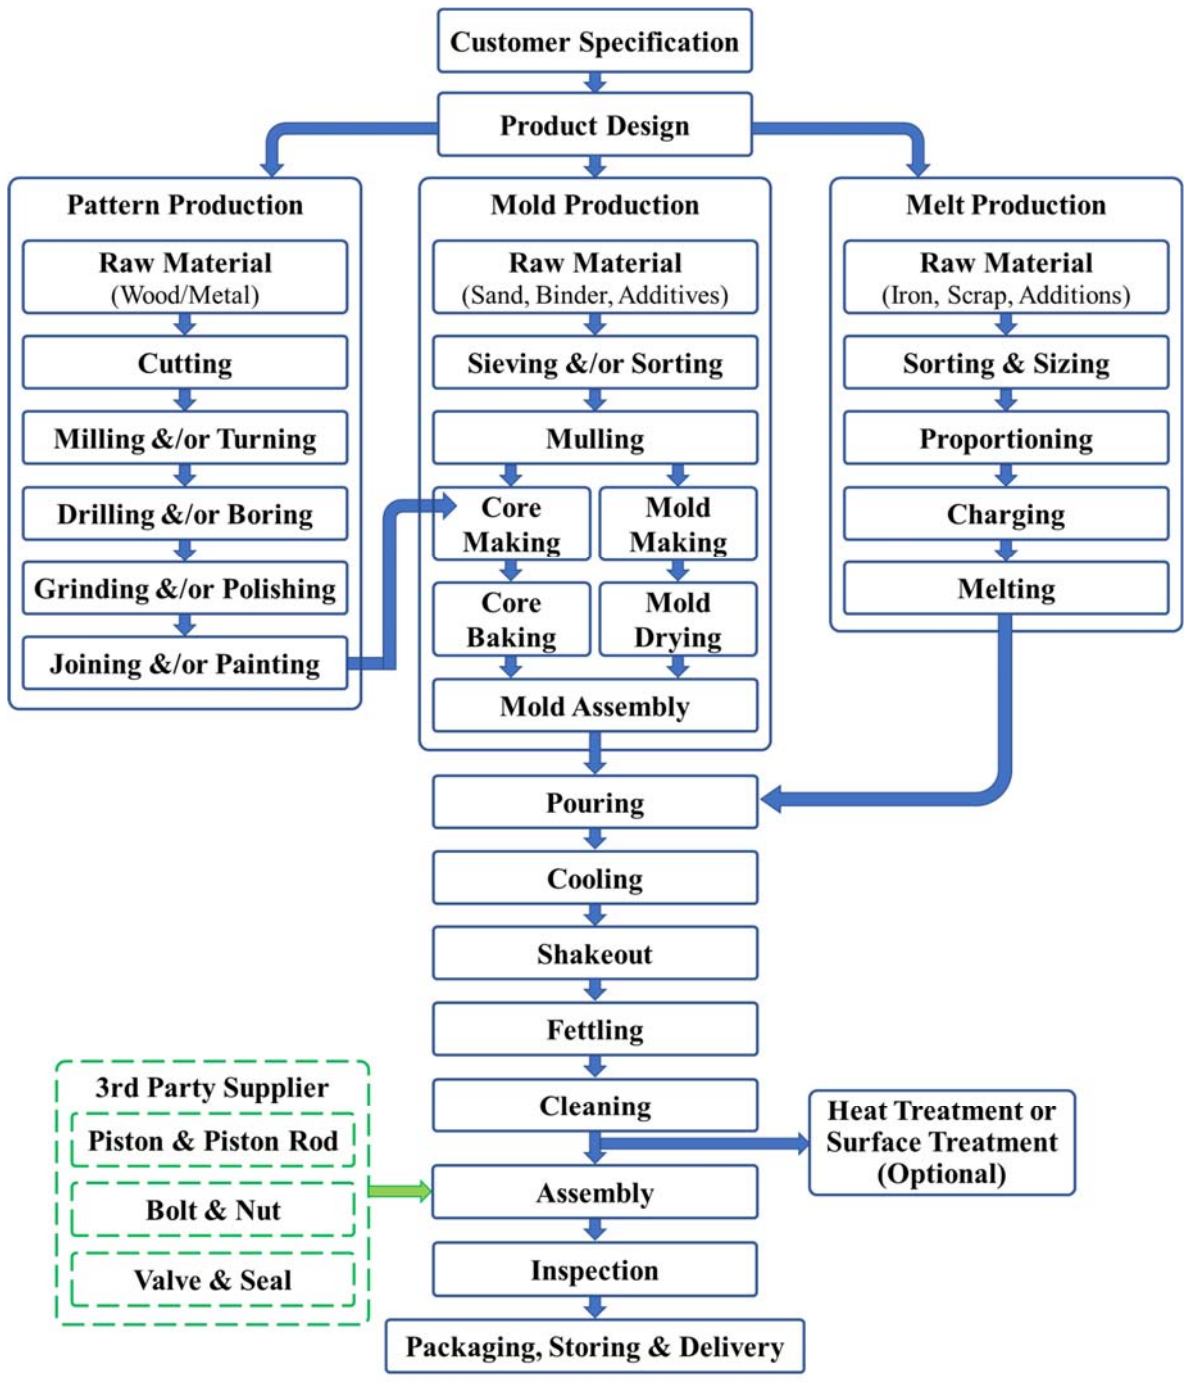 Customer Specification
Product Design
Pattern Production
Raw Material
(Wood/Metal)
Cutting
Milling &/or Turning
Drilling &/or Boring
Grinding &/or Polishing
Joining &/or Painting
Mold Production
Raw Material
(Sand, Binder, Additives)
Sieving &/or Sorting
Mulling
Core
Making
Mold
Making
Core
Baking
Mold
Drying
Mold Assembly
Melt Production
Raw Material
(Iron, Scrap, Additions)
Sorting & Sizing
Proportioning
Charging
Melting
Pouring
Cooling
Shakeout
Fettling
Cleaning
Heat Treatment or
Surface Treatment
(Optional)
3rd Party Supplier
Piston & Piston Rod
Bolt & Nut
Valve & Seal
Assembly
Inspection
Packaging, Storing & Delivery